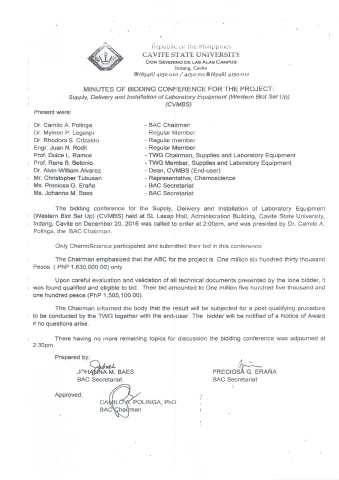 Republic of the Philippines
CAVITE STATE UNIVERSITY
DON SEVERINO DE LAS ALAS CAMPUS
Indang, Cavite
MINUTES OF BIDDING CONFERENCE FOR THE PROJECT:
Supply, Delivery and Installation of Laboratory Equipment (Western Blot Set Up)
(CVMBS)
Present were:
Dr. Camilo A. Polinga - BAC Chairman
Dr. Myleen P. Legaspi - Regular Member
Dr. Rhodora S. Crizaldo - Regular member
Engr. Juan N. Rodil - Regular Member
Prof. Dulce L. Ramos - TWG Chairman, Supplies and Laboratory Equipment
Prof. Rene B. Betonio - TWG Member, Supplies and Laboratory Equipment
Dr. Alvin-William Alvarez - Dean, CVMBS (End-user)
Mr. Christopher Tubusan - Representative, Chemoscience
Ms. Preciosa G. Eraña - BAC Secretariat
Ms. Johanna M. Baes - BAC Secretariat
The bidding conference for the Supply, Delivery and Installation of Laboratory Equipment
(Western Blot Set Up) (CVMBS) held at SI, Lasap Hall, Administration Building, Cavite State University,
Indang, Cavite on December 20, 2016 was called to order at 2:00pm, and was presided by Dr. Camilo A.
Polinga, the BAC Chairman.
Only ChemoScience participated and submitted their bid in this conference
The Chairman emphasized that the ABC for the project is One million six hundred thirty thousand
Pesos ( PhP 1,630,000.00) only
Upon careful evaluation and validation of all technical documents presented by the lone bidder, it
was found qualified and eligible to bid. Their bid amounted to One million five hundred five thousand and
one hundred pesos (PhP 1,505,100.00).
The Chairman informed the body that the result will be subjected for a post qualifying procedure
to be conducted by the TWG together with the end-user. The bidder will be notified of a Notice of Award
if no questions arise.
There having no more remaining topics for discussion the bidding conference was adjourned at
2:30pm.
Prepared by:
JOHANNA M. BAES PRECIOSA G. ERAÑA
BAC Secretariat BAC Secretariat
Approved:
CAMILO A. POLINGA, PhD
BAC Chairman